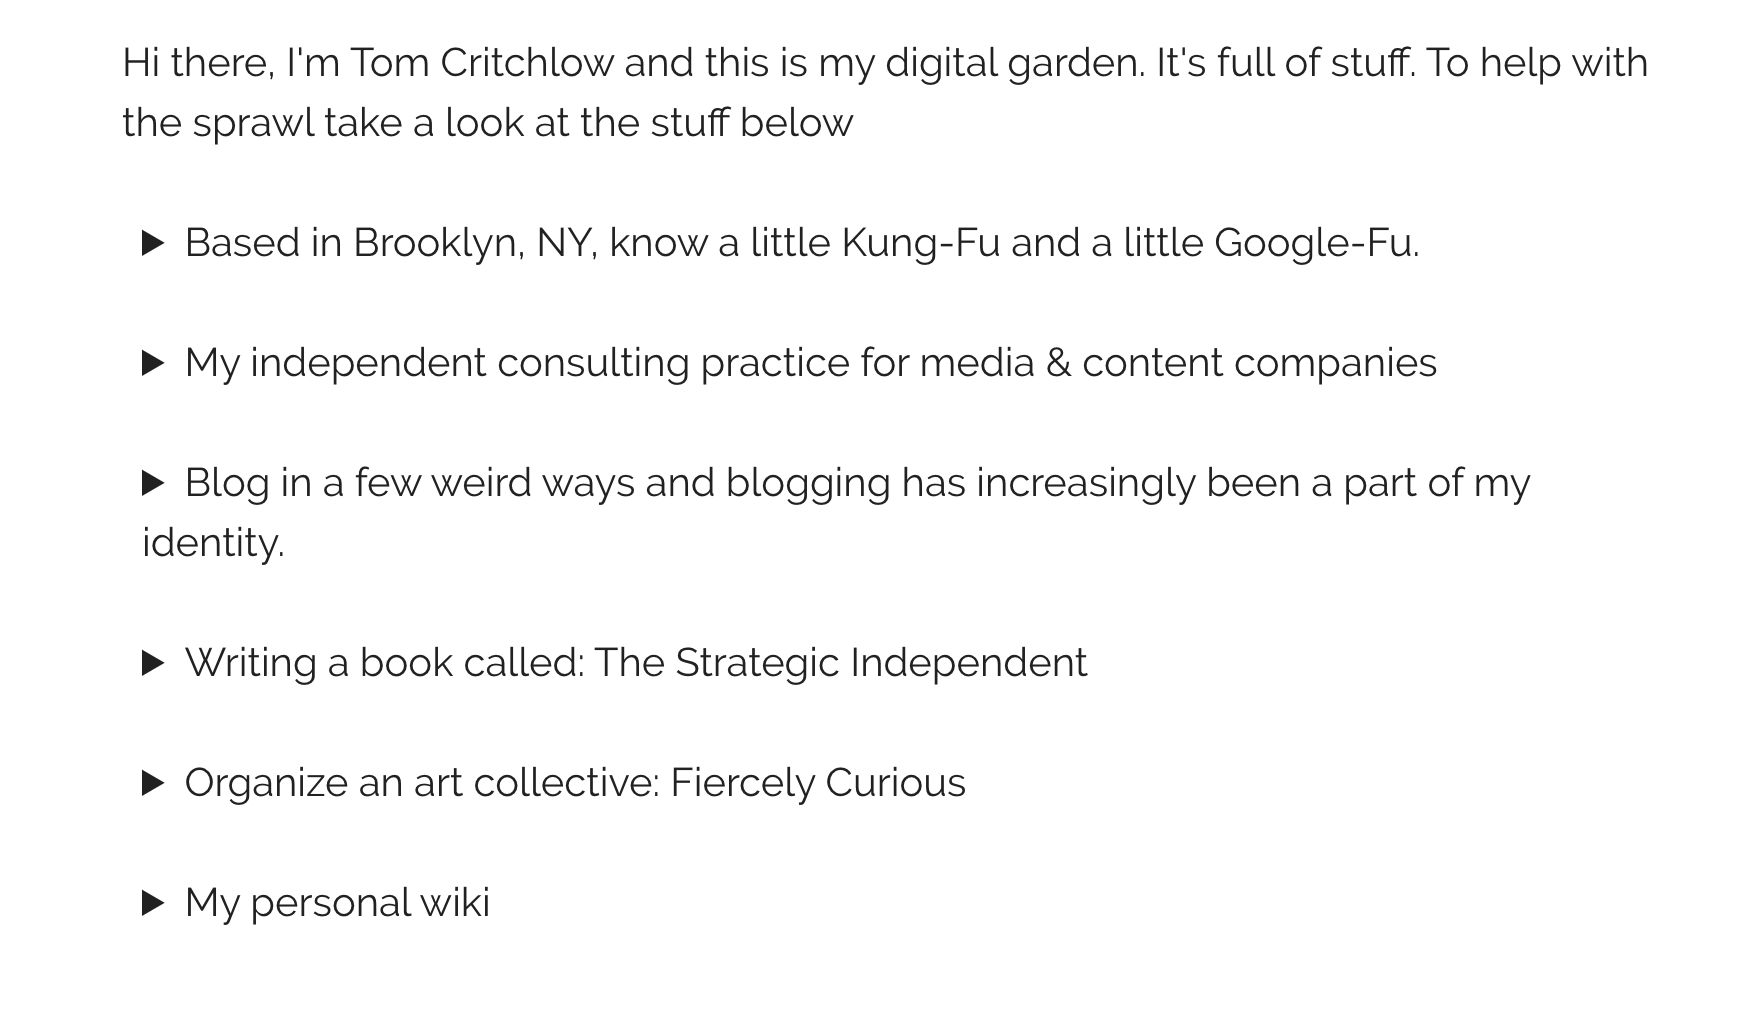 Hi there, I'm Tom Critchlow and this is my digital garden. It's full of stuff. To help with
the sprawl take a look at the stuff below
▶ Based in Brooklyn, NY, know a little Kung-Fu and a little Google-Fu.
▶ My independent consulting practice for media & content companies
▶ Blog in a few weird ways and blogging has increasingly been a part of my
identity.
▶ Writing a book called: The Strategic Independent
▶ Organize an art collective: Fiercely Curious
▶ My personal wiki